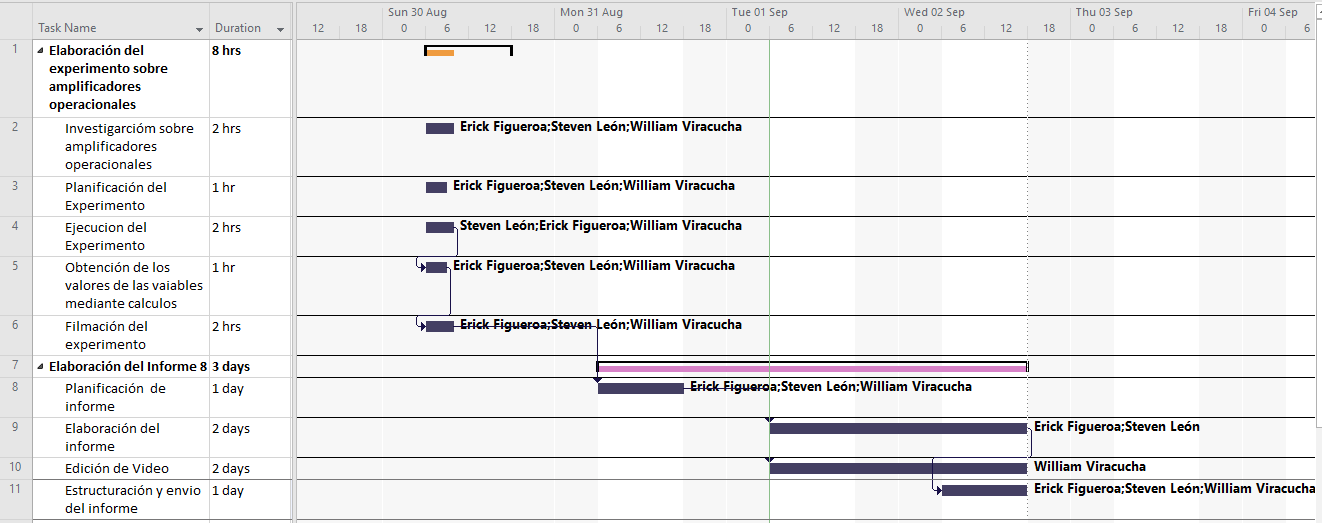 Task Name Duration
Sun 30 Aug Mon 31 Aug Tue 01 Sep Wed 02 Sep Thu 03 Sep Fri 04 Sep
12 18 0 6 12 18 0 6 12 18 0 6 12 18 0 6 12 18 0 6 12 18 0 6
1 Elaboración del 8 hrs
experimento sobre
amplificadores
operacionales
2 Investigarcióm sobre 2 hrs Erick Figueroa;Steven León;William Viracucha
amplificadores
operacionales
3 Planificación del 1 hr Erick Figueroa;Steven León;William Viracucha
Experimento
4 Ejecucion del 2 hrs Steven León;Erick Figueroa;William Viracucha
Experimento
5 Obtención de los 1 hr Erick Figueroa;Steven León;William Viracucha
valores de las vaiables
mediante calculos
6 Filmación del 2 hrs Erick Figueroa;Steven León;William Viracucha
experimento
7 Elaboración del Informe 8 3 days
8 Planificación de 1 day Erick Figueroa;Steven León;William Viracucha
informe
9 Elaboración del 2 days Erick Figueroa;Steven León
informe
10 Edición de Video 2 days William Viracucha
11 Estructuración y envio 1 day Erick Figueroa;Steven León;William Viracucha
del informe